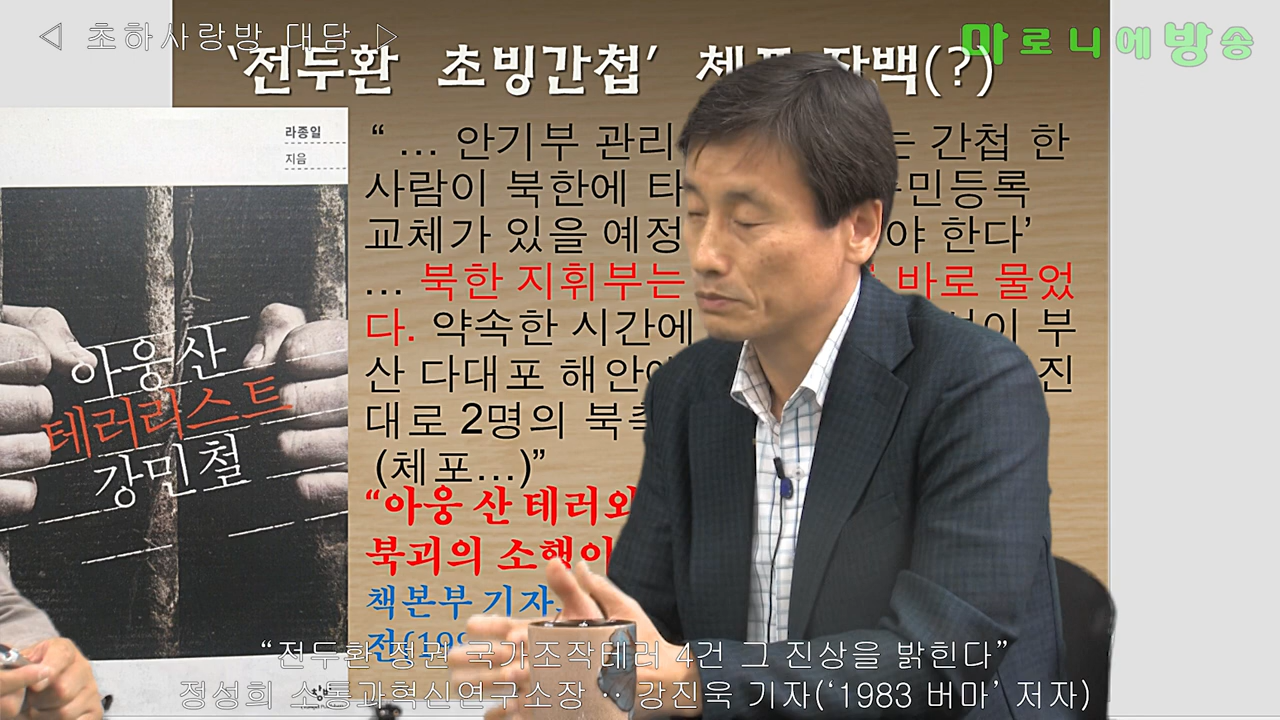 ◁ 초하사랑방 대담 ▷
마로니에방송
‘전두환 초빙간첩’ 체포 (?)
라종일
지음
“ ... 안기부 관리 간첩 한
사람이 북한에 타 민등록
교체가 있을 예정 야 한다’
... 북한 지휘부는 바로 물었
다. 약속한 시간에 부
산 다대포 해안에 진
대로 2명의 북측
(체포...)”
“아웅 산 테러와
북괴의 소행이
책본부 기자
전(19
아웅산
테러리스트
강민철
“전두환 정권 국가조작테러 4건 그 진상을 밝힌다”
정성희 소통과혁신연구소장 ·· 강진욱 기자(‘1983 버마’ 저자)